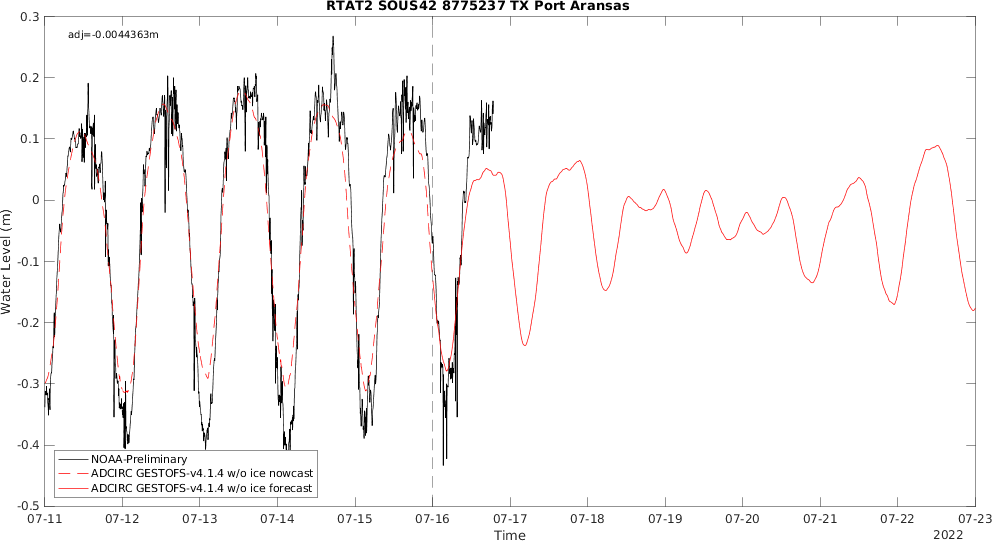 RTAT2 SOUS42 8775237 TX Port Aransas
adj=-0.0044363m
0.3
0.2
0.1
0
-0.1
-0.2
-0.3
-0.4
-0.5
Water Level (m)
NOAA-Preliminary
ADCIRC GESTOFS-v4.1.4 w/o ice nowcast
ADCIRC GESTOFS-v4.1.4 w/o ice forecast
07-11 07-12 07-13 07-14 07-15 07-16 07-17 07-18 07-19 07-20 07-21 07-22 07-23
Time
2022